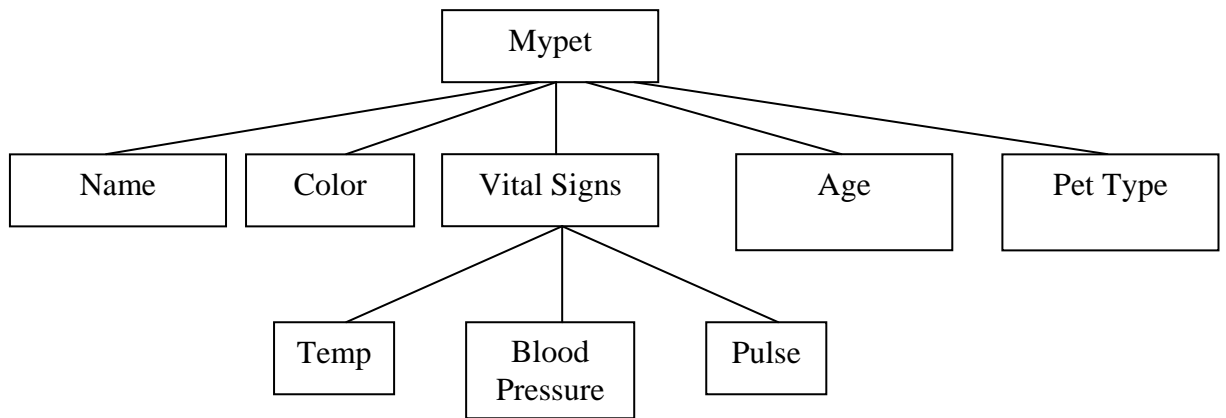 Mypet
Name
Color
Vital Signs
Age
Pet Type
Temp
Blood
Pressure
Pulse